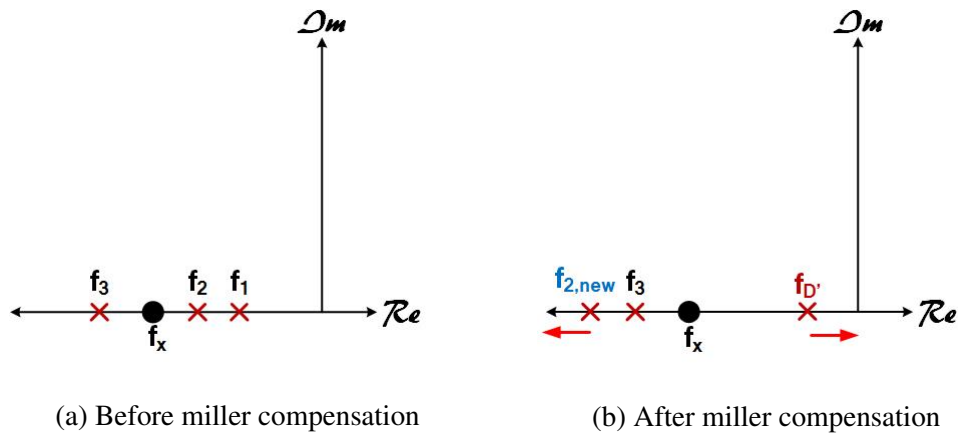 ℐm
ℐm
f3 f2 f1
f2,new f3 fD'
ℛe
ℛe
fx
fx
(a) Before miller compensation
(b) After miller compensation